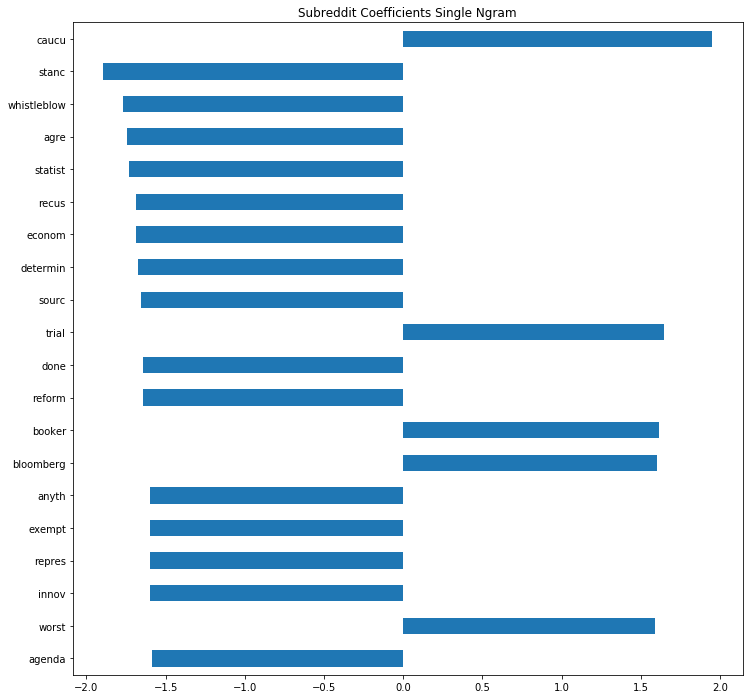 Subreddit Coefficients Single Ngram
caucu
stanc
whistleblow
agre
statist
recus
econom
determin
sourc
trial
done
reform
booker
bloomberg
anyth
exempt
repres
innov
worst
agenda
−2.0 −1.5 −1.0 −0.5 0.0 0.5 1.0 1.5 2.0